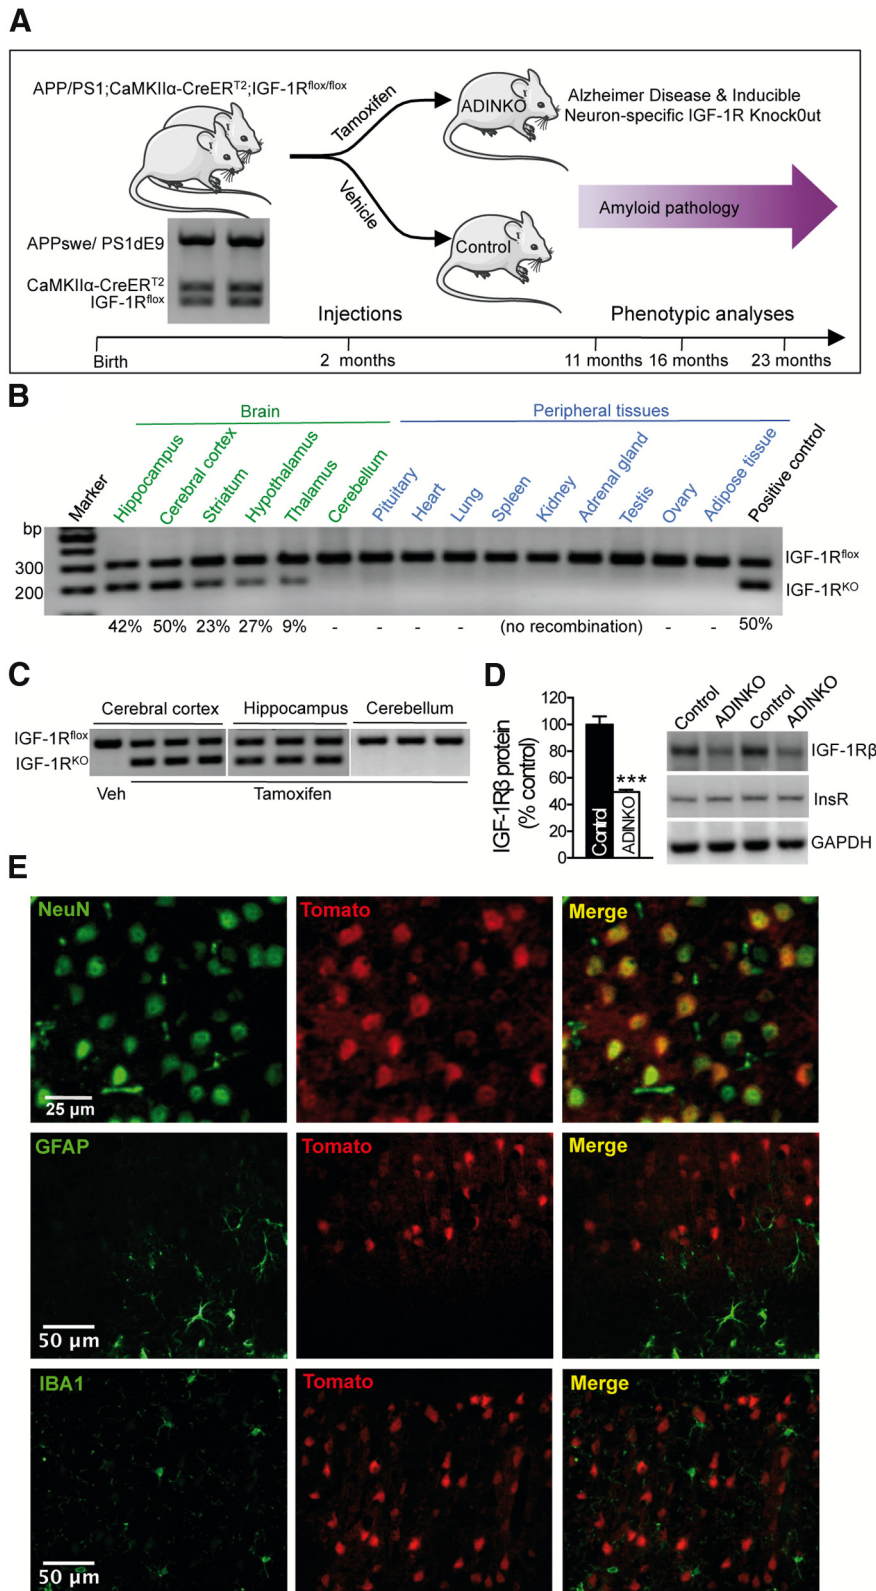 A
APP/PS1;CaMKIIα-CreERT2;IGF-1Rflox/flox
Tamoxifen
Vehicle
ADINKO
Control
Alzheimer Disease & Inducible
Neuron-specific IGF-1R Knock0ut
Amyloid pathology
APPswe/ PS1dE9
CaMKIIα-CreERT2
IGF-1Rflox
Injections
Phenotypic analyses
Birth
2 months
11 months 16 months 23 months
B
Brain
Peripheral tissues
Marker
Hippocampus
Cerebral cortex
Striatum
Hypothalamus
Thalamus
Cerebellum
Pituitary
Heart
Lung
Spleen
Kidney
Adrenal gland
Testis
Ovary
Adipose tissue
Positive control
bp
300
200
IGF-1Rflox
IGF-1RKO
42% 50% 23% 27% 9% - - - - (no recombination) - - 50%
C
Cerebral cortex Hippocampus Cerebellum
IGF-1Rflox
IGF-1RKO
Veh Tamoxifen
D
IGF-1Rβ protein
(% control)
120
100
80
60
40
20
0
***
Control
ADINKO
Control
ADINKO
Control
ADINKO
IGF-1Rβ
InsR
GAPDH
E
NeuN
Tomato
Merge
25 µm
GFAP
Tomato
Merge
50 µm
IBA1
Tomato
Merge
50 µm